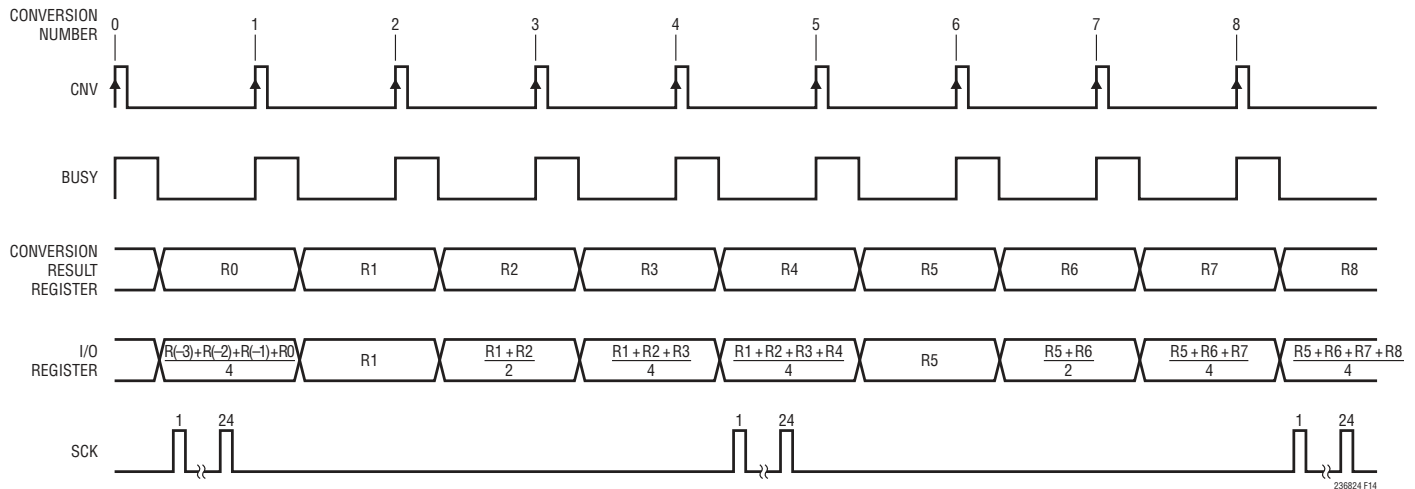 CONVERSION
NUMBER
0 1 2 3 4 5 6 7 8
CNV
BUSY
CONVERSION
RESULT
REGISTER
R0 R1 R2 R3 R4 R5 R6 R7 R8
I/O
REGISTER
R(–3)+R(–2)+R(–1)+R0 R1 R1+R2 R1+R2+R3 R1+R2+R3+R4 R5 R5+R6 R5+R6+R7 R5+R6+R7+R8
4 2 4 4 2 4 4
SCK
1 24 1 24 1 24
236824 F14